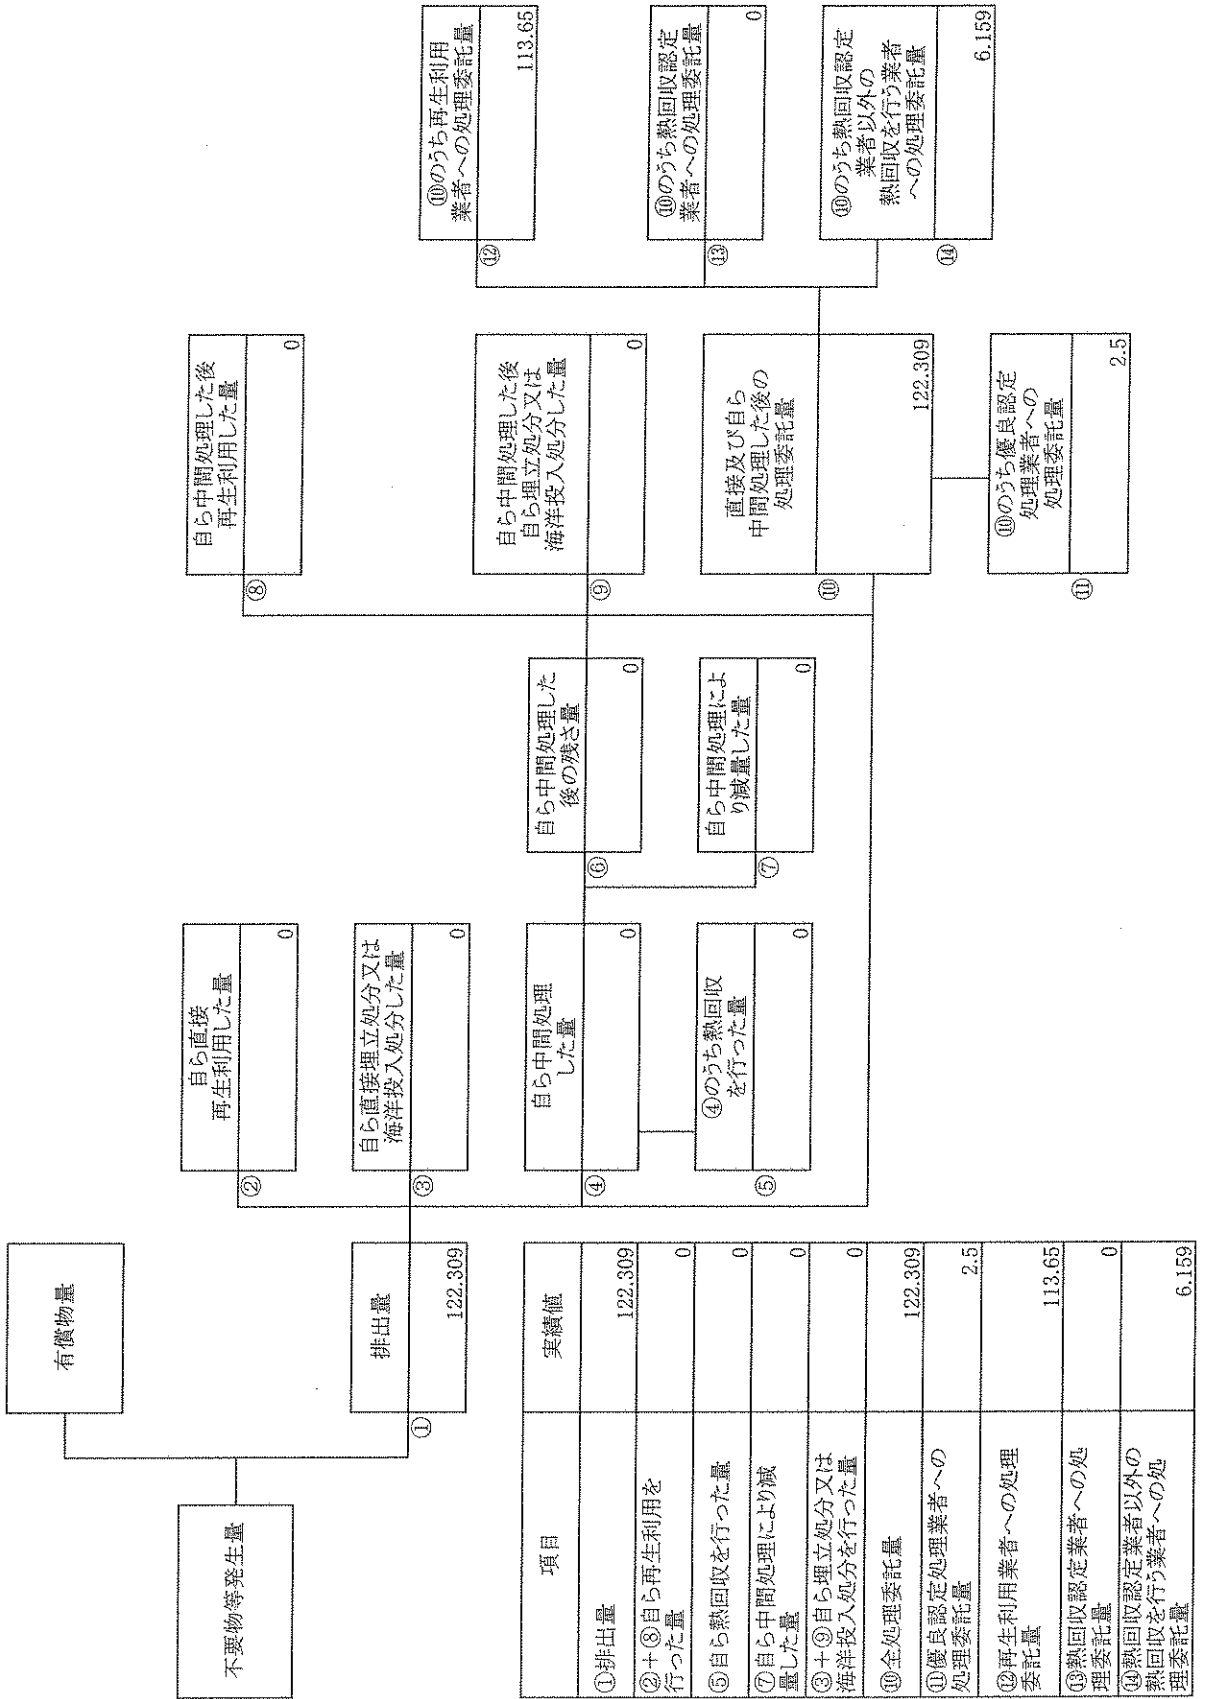 不要物等発生量
有償物量
①
排出量
122.309
②
自ら直接
再生利用した量
0
③
自ら直接埋立処分又は
海洋投入処分した量
0
④
自ら中間処理
した量
0
⑤
④のうち熱回収
を行った量
0
⑥
自ら中間処理した
後の残さ量
0
⑦
自ら中間処理によ
り減量した量
0
⑧
自ら中間処理した後
再生利用した量
0
⑨
自ら中間処理した後
自ら埋立処分又は
海洋投入処分した量
0
⑩
直接及び自ら
中間処理した後の
処理委託量
122.309
⑪
⑩のうち優良認定
処理業者への
処理委託量
2.5
⑫
⑩のうち再生利用
業者への処理委託量
113.65
⑬
⑩のうち熱回収認定
業者への処理委託量
0
⑭
⑩のうち熱回収認定
業者以外の
熱回収を行う業者
への処理委託量
6.159
項目
実績値
①排出量
122.309
②+⑧自ら再生利用を
行った量
0
⑤自ら熱回収を行った量
0
⑦自ら中間処理により減
量した量
0
③+⑨自ら埋立処分又は
海洋投入処分を行った量
0
⑩全処理委託量
122.309
⑪優良認定処理業者への
処理委託量
2.5
⑫再生利用業者への処理
委託量
113.65
⑬熱回収認定業者への処
理委託量
0
⑭熱回収認定業者以外の
熱回収を行う業者への処
理委託量
6.159